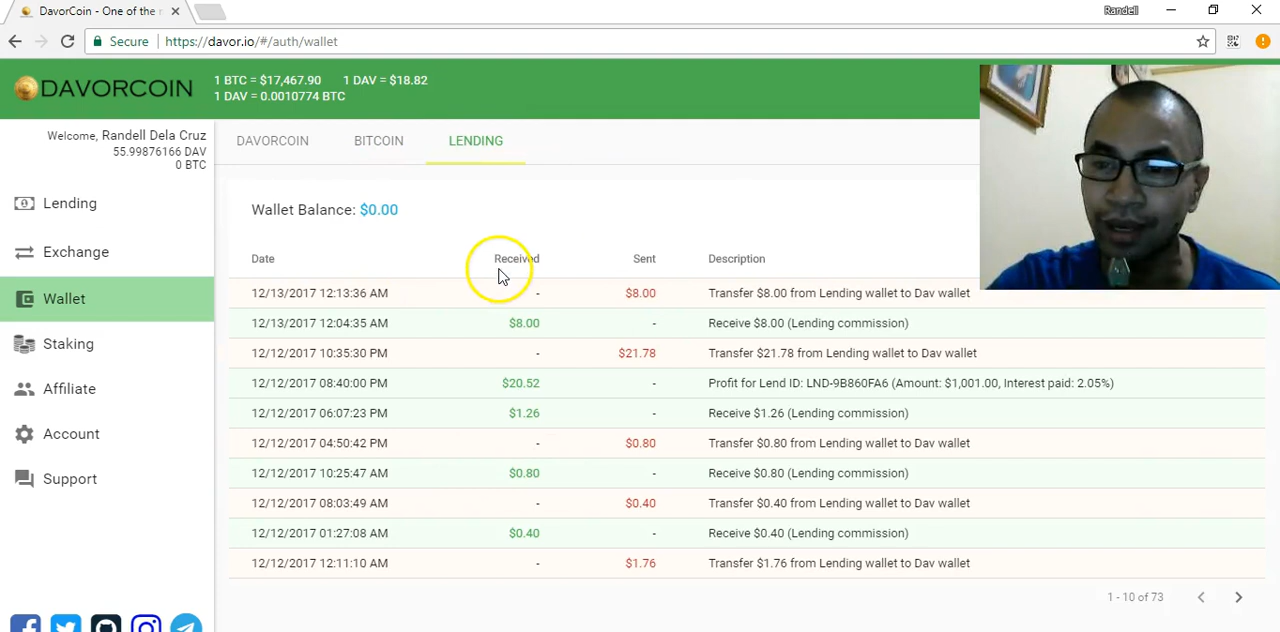 DavorCoin - One of the r
Randell
Secure https://davor.io/#/auth/wallet
DAVORCOIN
1 BTC = $17,467.90 1 DAV = $18.82
1 DAV = 0.0010774 BTC
Welcome, Randell Dela Cruz
55.99876166 DAV
0 BTC
Lending
Exchange
Wallet
Staking
Affiliate
Account
Support
DAVORCOIN BITCOIN LENDING
Wallet Balance: $0.00
Date Received Sent Description
12/13/2017 12:13:36 AM - $8.00 Transfer $8.00 from Lending wallet to Dav wallet
12/13/2017 12:04:35 AM $8.00 - Receive $8.00 (Lending commission)
12/12/2017 10:35:30 PM - $21.78 Transfer $21.78 from Lending wallet to Dav wallet
12/12/2017 08:40:00 PM $20.52 - Profit for Lend ID: LND-9B860FA6 (Amount: $1,001.00, Interest paid: 2.05%)
12/12/2017 06:07:23 PM $1.26 - Receive $1.26 (Lending commission)
12/12/2017 04:50:42 PM - $0.80 Transfer $0.80 from Lending wallet to Dav wallet
12/12/2017 10:25:47 AM $0.80 - Receive $0.80 (Lending commission)
12/12/2017 08:03:49 AM - $0.40 Transfer $0.40 from Lending wallet to Dav wallet
12/12/2017 01:27:08 AM $0.40 - Receive $0.40 (Lending commission)
12/12/2017 12:11:10 AM - $1.76 Transfer $1.76 from Lending wallet to Dav wallet
1 - 10 of 73